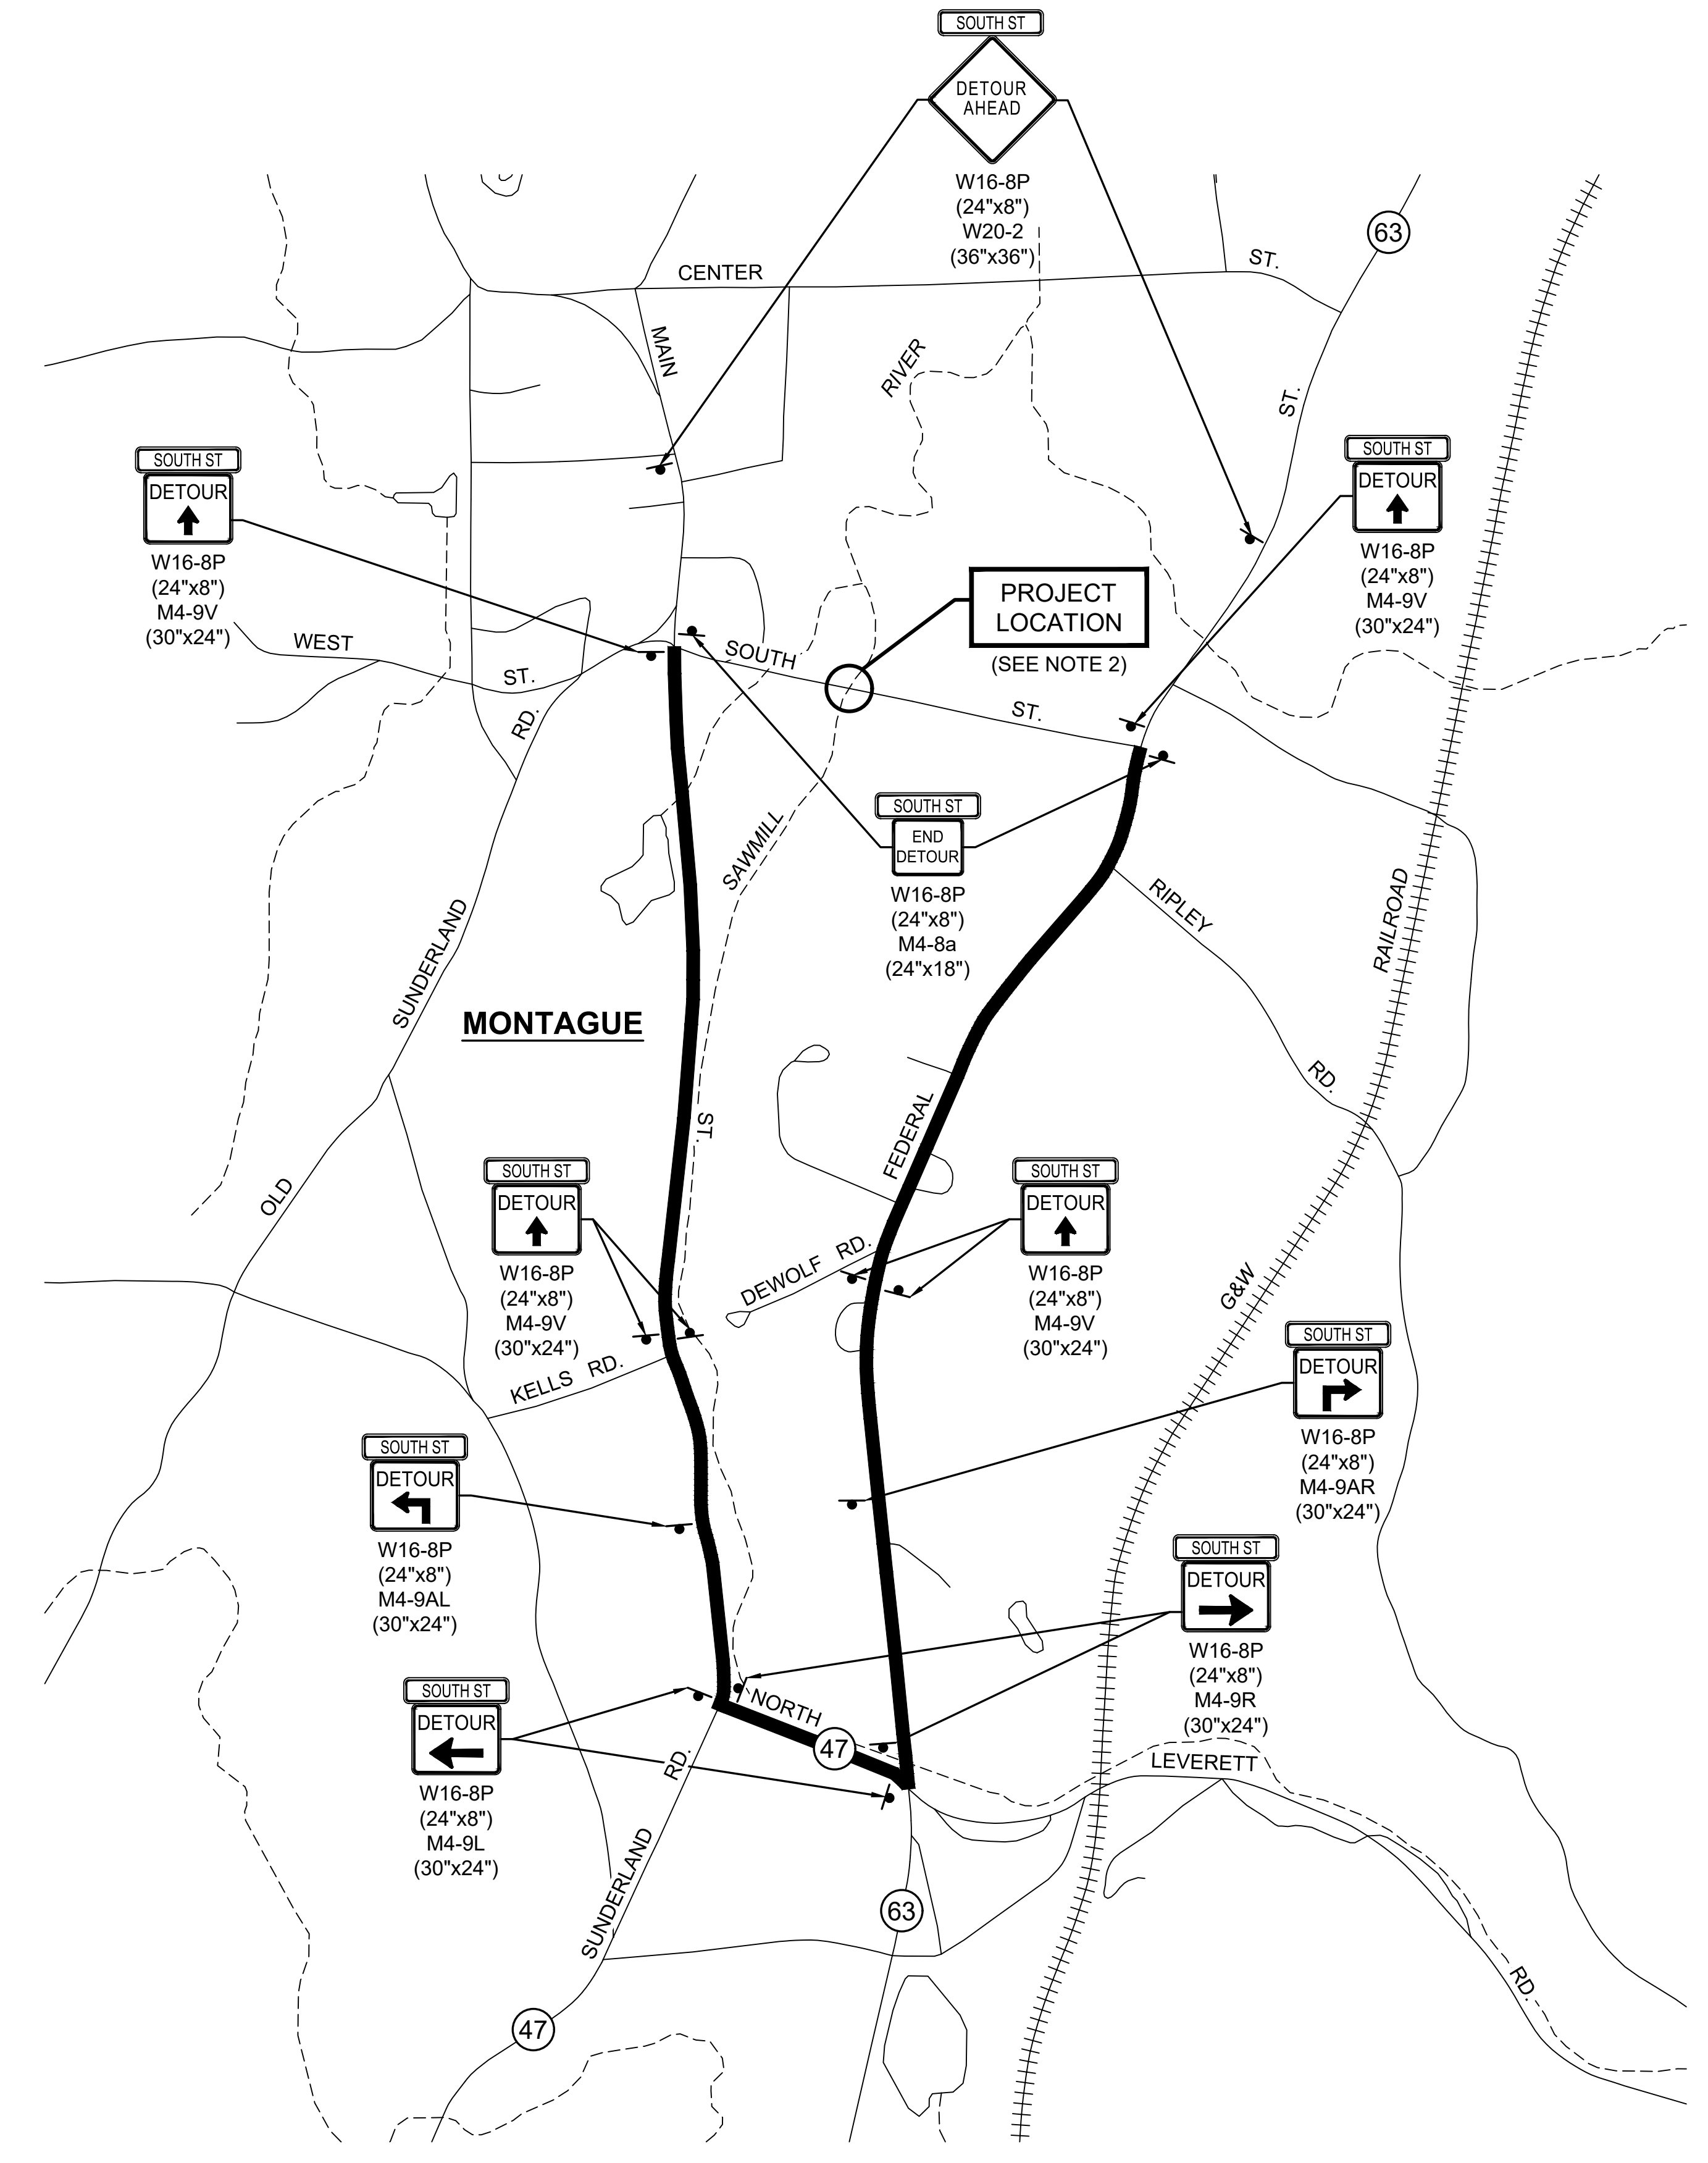 SOUTH ST
DETOUR
AHEAD
W16-8P
(24"x8")
W20-2
(36"x36")
63
CENTER
ST.
MAIN
RIVER
ST.
SOUTH ST
DETOUR
W16-8P
(24"x8")
M4-9V
(30"x24")
SOUTH ST
DETOUR
W16-8P
(24"x8")
M4-9V
(30"x24")
PROJECT
LOCATION
(SEE NOTE 2)
WEST
ST.
SOUTH
ST.
RD.
SOUTH ST
END
DETOUR
W16-8P
(24"x8")
M4-8a
(24"x18")
SAWMILL
RIPLEY
RD.
RAILROAD
SUNDERLAND
MONTAGUE
ST.
FEDERAL
OLD
SOUTH ST
DETOUR
W16-8P
(24"x8")
M4-9V
(30"x24")
SOUTH ST
DETOUR
W16-8P
(24"x8")
M4-9V
(30"x24")
DEWOLF RD.
G&W
KELLS RD.
SOUTH ST
DETOUR
W16-8P
(24"x8")
M4-9AR
(30"x24")
SOUTH ST
DETOUR
W16-8P
(24"x8")
M4-9AL
(30"x24")
SOUTH ST
DETOUR
W16-8P
(24"x8")
M4-9R
(30"x24")
SOUTH ST
DETOUR
W16-8P
(24"x8")
M4-9L
(30"x24")
NORTH
47
LEVERETT
RD.
RD.
SUNDERLAND
63
47